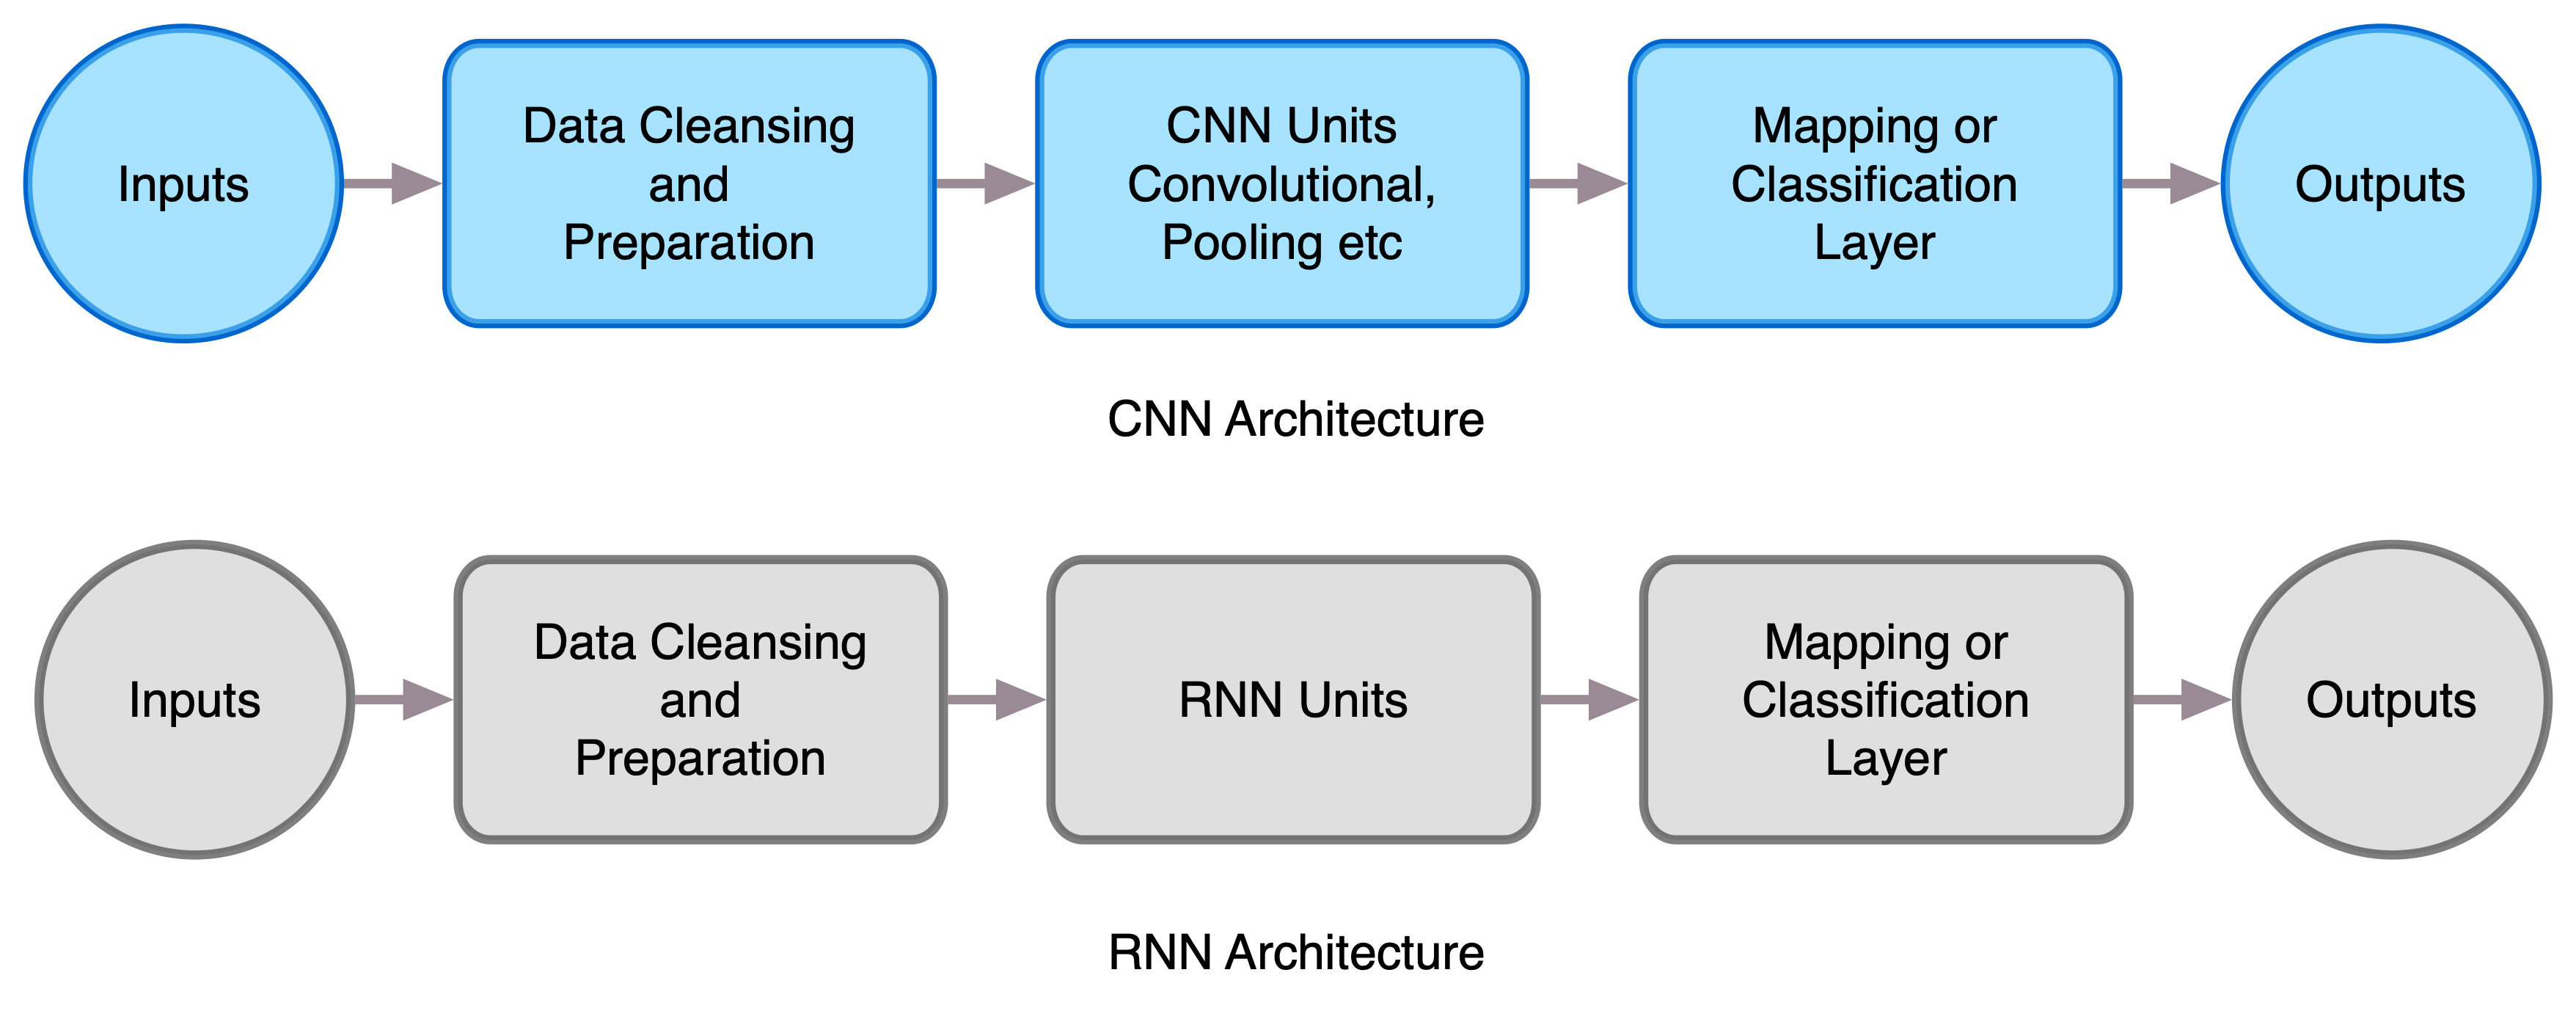 Inputs
Data Cleansing
and
Preparation
CNN Units
Convolutional,
Pooling etc
Mapping or
Classification
Layer
Outputs
CNN Architecture
Inputs
Data Cleansing
and
Preparation
RNN Units
Mapping or
Classification
Layer
Outputs
RNN Architecture